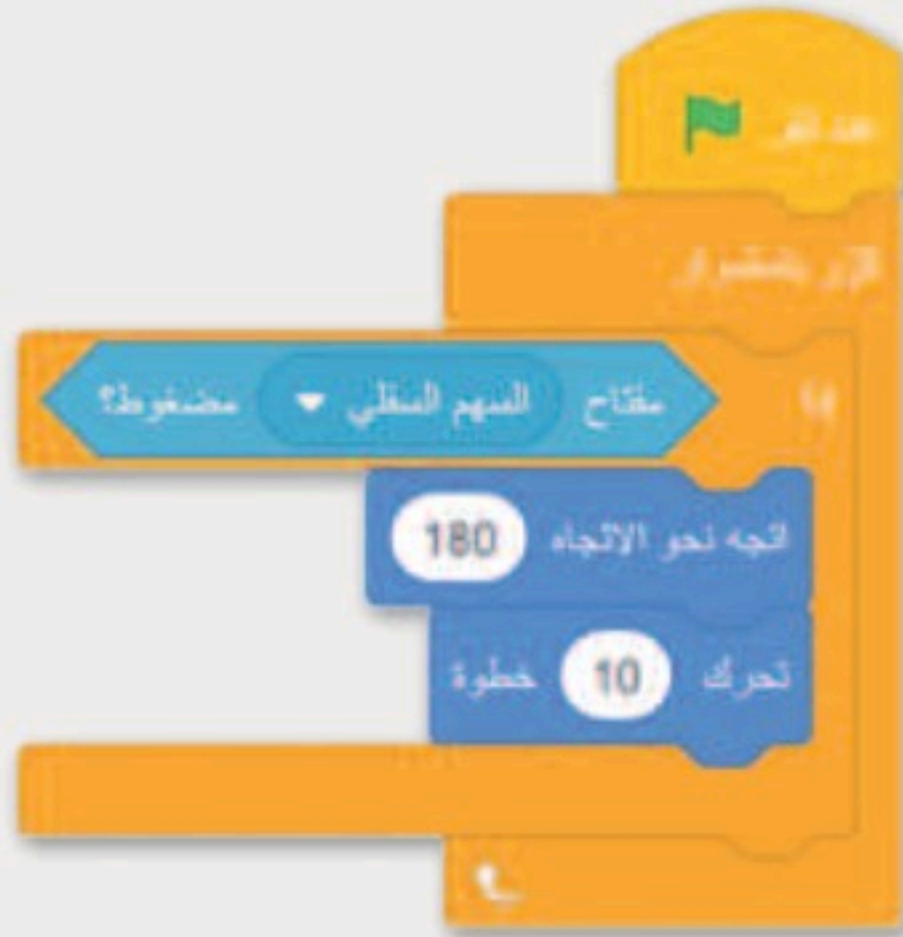 عند نقر
كرر باستمرار
إذا مفتاح السهم السفلي مضغوط؟
اتجه نحو الاتجاه 180
تحرك 10 خطوة